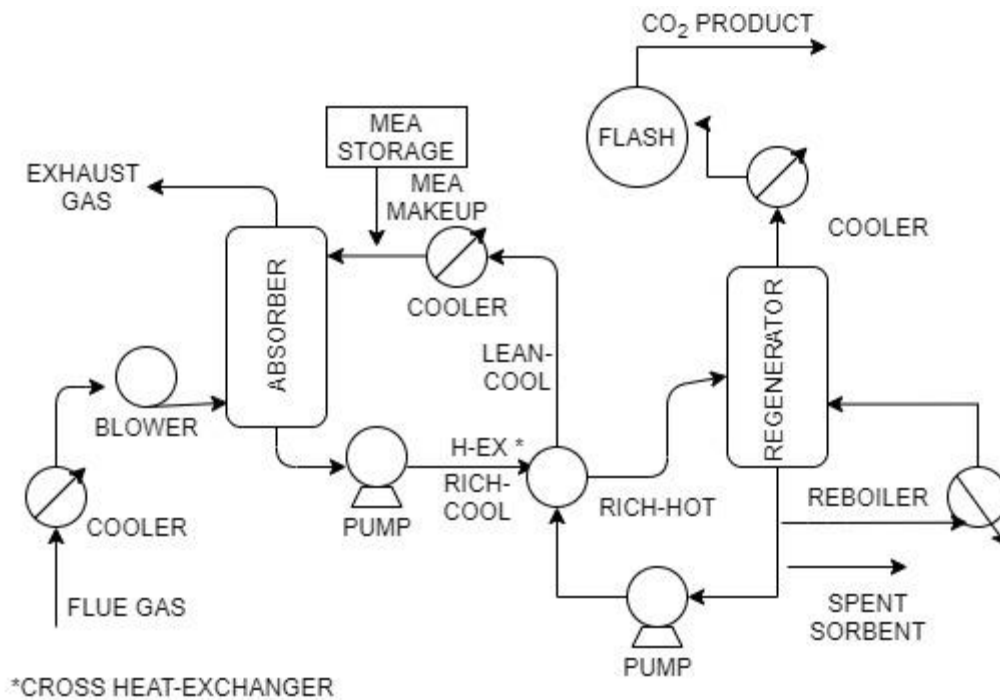 CO₂ PRODUCT
MEA
STORAGE
FLASH
EXHAUST
GAS
MEA
MAKEUP
COOLER
COOLER
ABSORBER
REGENERATOR
LEAN-
COOL
BLOWER
H-EX *
RICH-
COOL
RICH-HOT
REBOILER
COOLER
PUMP
FLUE GAS
SPENT
SORBENT
PUMP
*CROSS HEAT-EXCHANGER